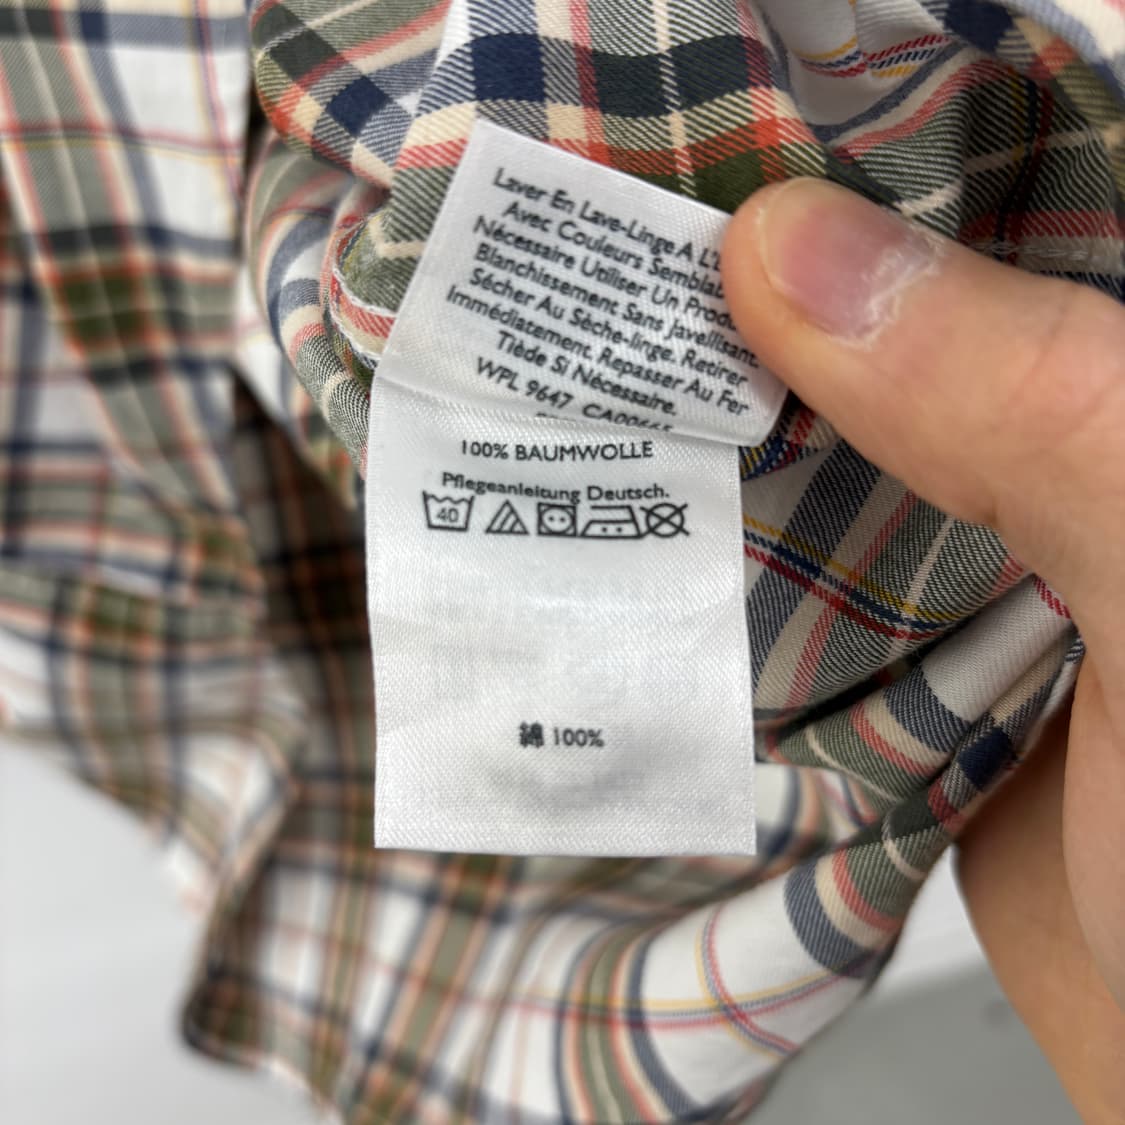 Laver En Lave-Linge A L'
Avec Couleurs Semblab
Nécessaire Utiliser Un Produ
Blanchissement Sans Javellisant.
Sécher Au Sèche-linge. Retirer
Immédiatement. Repasser Au Fer
Tiède Si Nécessaire.
WPL 9647 CA00665
100% BAUMWOLLE
Pflegeanleitung Deutsch.
40
綿 100%